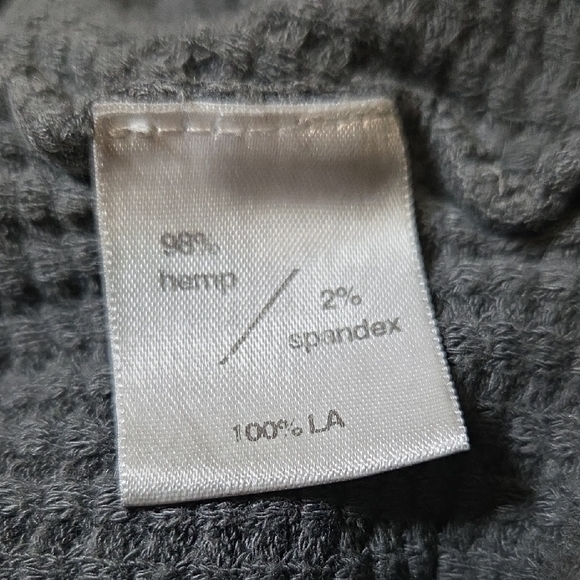 98%
hemp
/
2%
spandex
100% LA